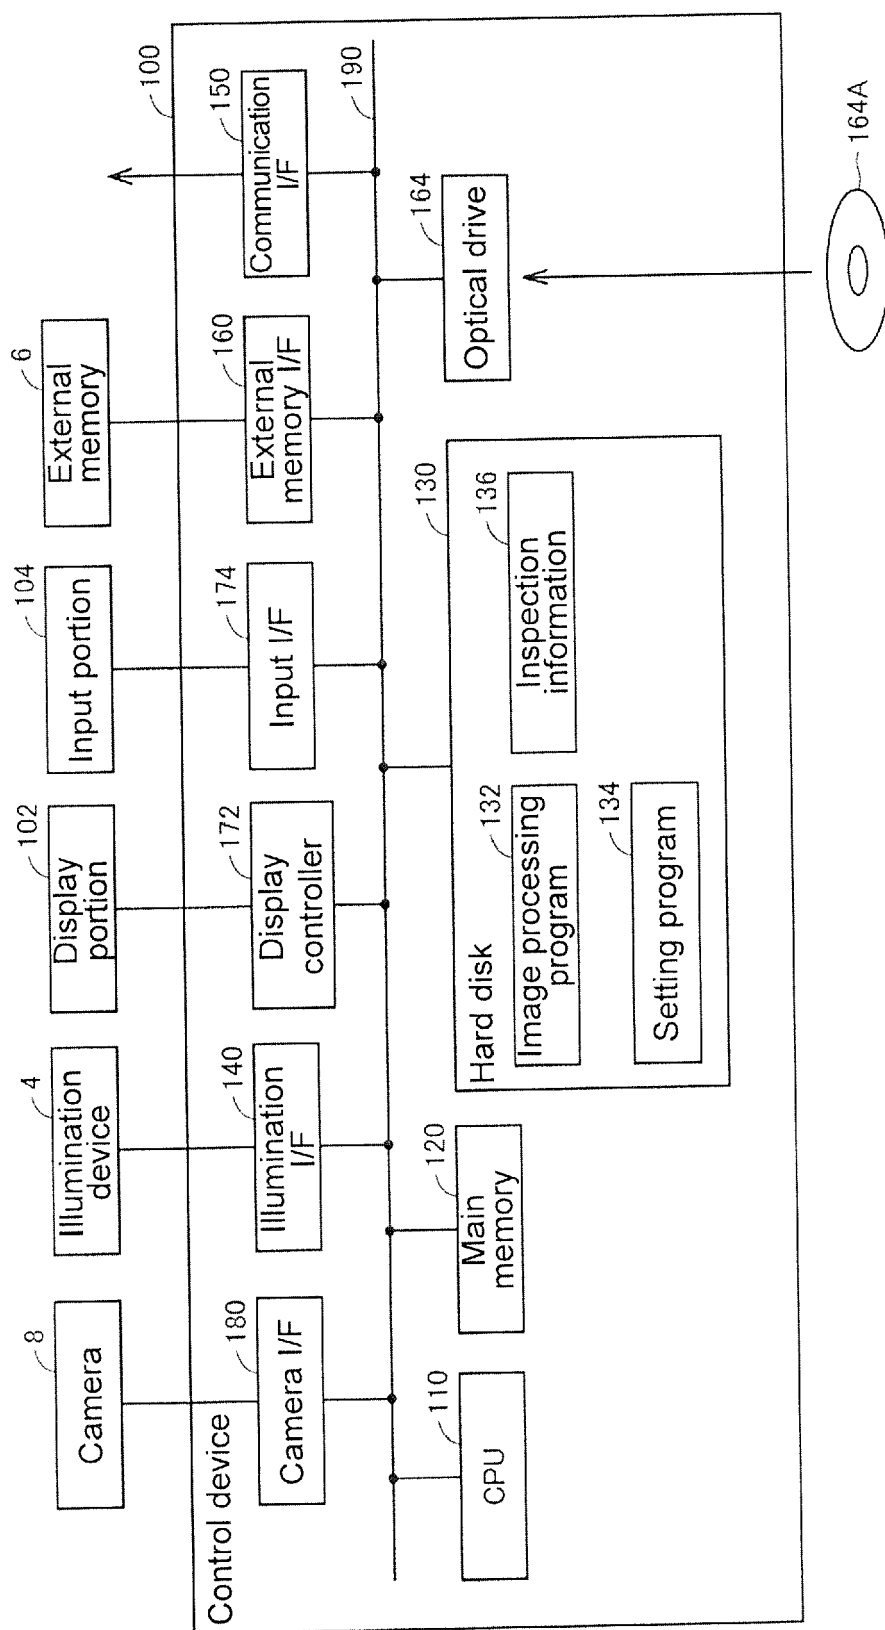 8
4
102
104
6
Camera
Illumination
device
Display
portion
Input portion
External
memory
100
Control device
180
140
172
174
160
150
Camera I/F
Illumination
I/F
Display
controller
Input I/F
External
memory I/F
Communication
I/F
190
110
120
130
164
CPU
Main
memory
Hard disk
Optical drive
132
136
Image processing
program
Inspection
information
134
Setting program
164A